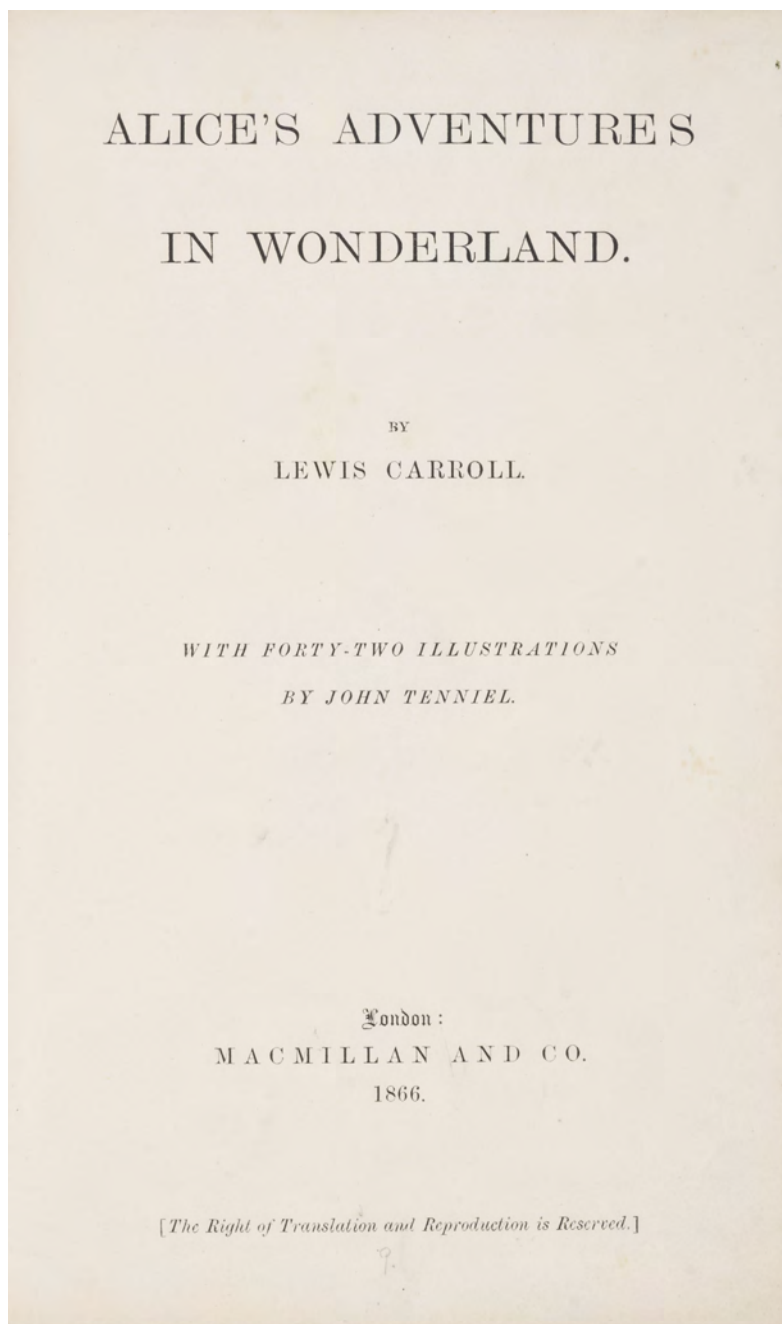 ALICE'S ADVENTURES
IN WONDERLAND.
BY
LEWIS CARROLL.
WITH FORTY-TWO ILLUSTRATIONS
BY JOHN TENNIEL.
London:
MACMILLAN AND CO.
1866.
[The Right of Translation and Reproduction is Reserved.]